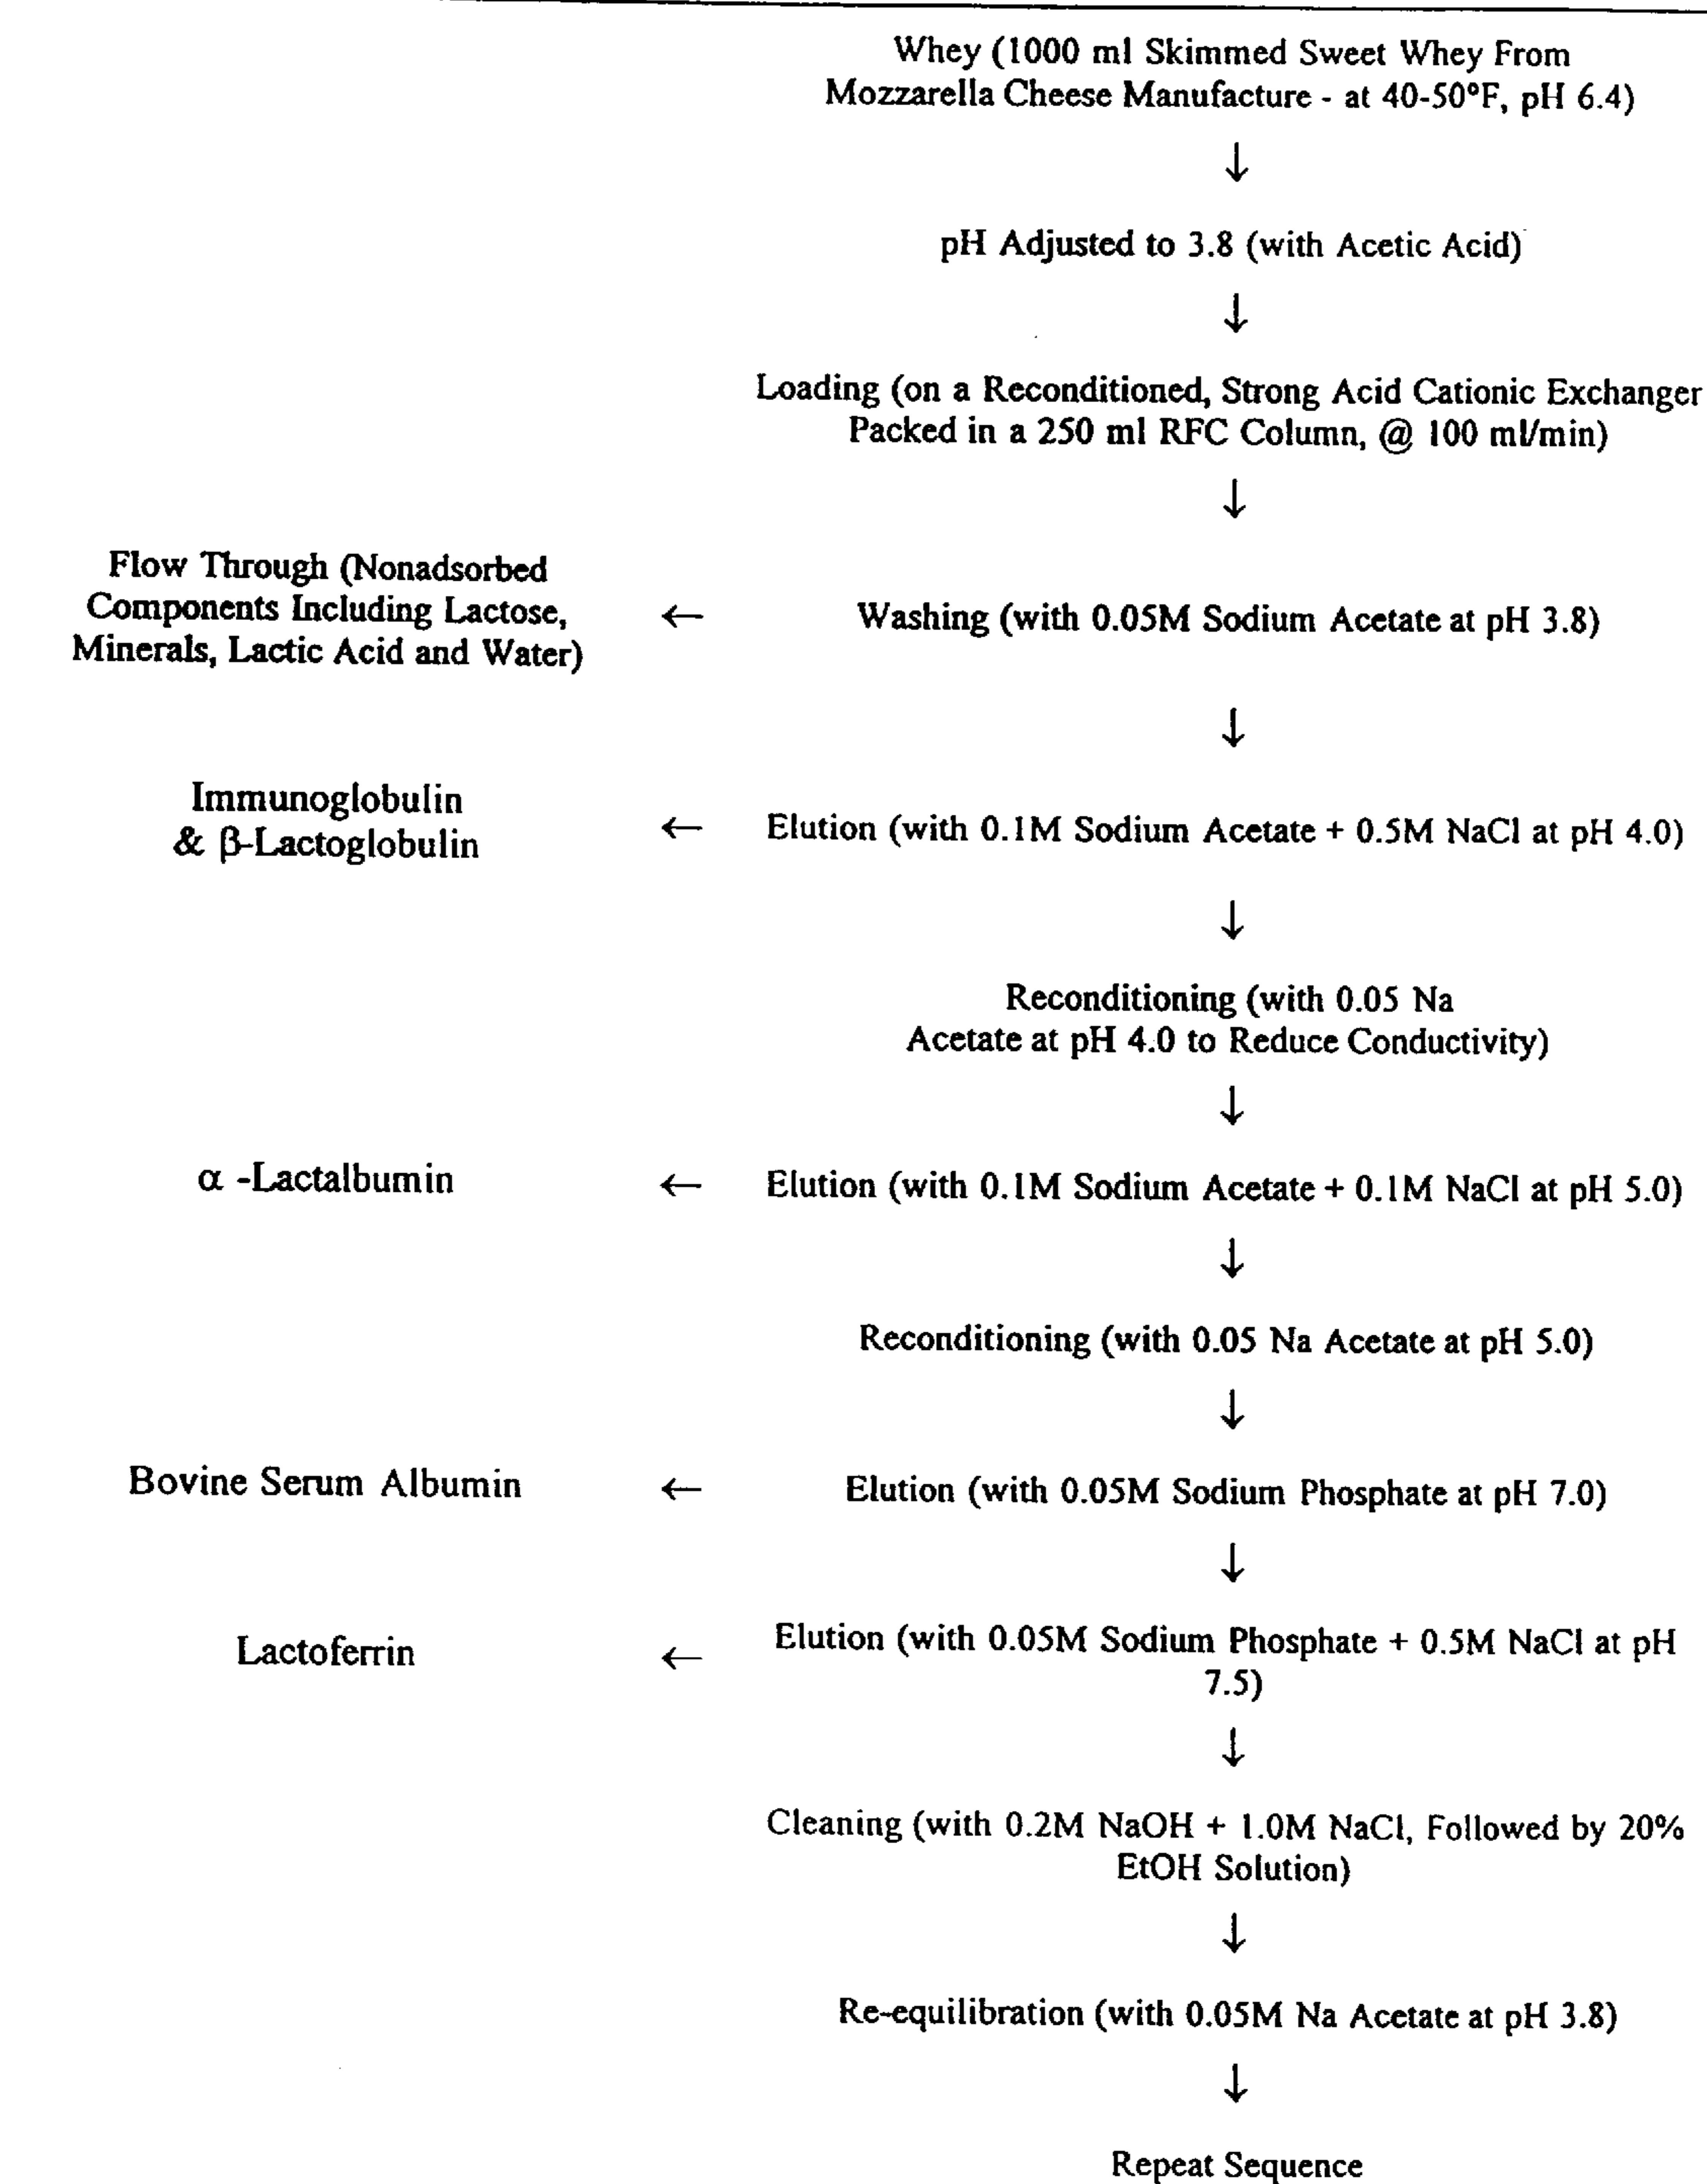 Whey (1000 ml Skimmed Sweet Whey From
Mozzarella Cheese Manufacture - at 40-50°F, pH 6.4)
↓
pH Adjusted to 3.8 (with Acetic Acid)
↓
Loading (on a Reconditioned, Strong Acid Cationic Exchanger
Packed in a 250 ml RFC Column, @ 100 ml/min)
↓
Flow Through (Nonadsorbed
Components Including Lactose,
Minerals, Lactic Acid and Water)
← Washing (with 0.05M Sodium Acetate at pH 3.8)
↓
Immunoglobulin
& β-Lactoglobulin
← Elution (with 0.1M Sodium Acetate + 0.5M NaCl at pH 4.0)
↓
Reconditioning (with 0.05 Na
Acetate at pH 4.0 to Reduce Conductivity)
↓
α -Lactalbumin ← Elution (with 0.1M Sodium Acetate + 0.1M NaCl at pH 5.0)
↓
Reconditioning (with 0.05 Na Acetate at pH 5.0)
↓
Bovine Serum Albumin ← Elution (with 0.05M Sodium Phosphate at pH 7.0)
↓
Lactoferrin ← Elution (with 0.05M Sodium Phosphate + 0.5M NaCl at pH
7.5)
↓
Cleaning (with 0.2M NaOH + 1.0M NaCl, Followed by 20%
EtOH Solution)
↓
Re-equilibration (with 0.05M Na Acetate at pH 3.8)
↓
Repeat Sequence